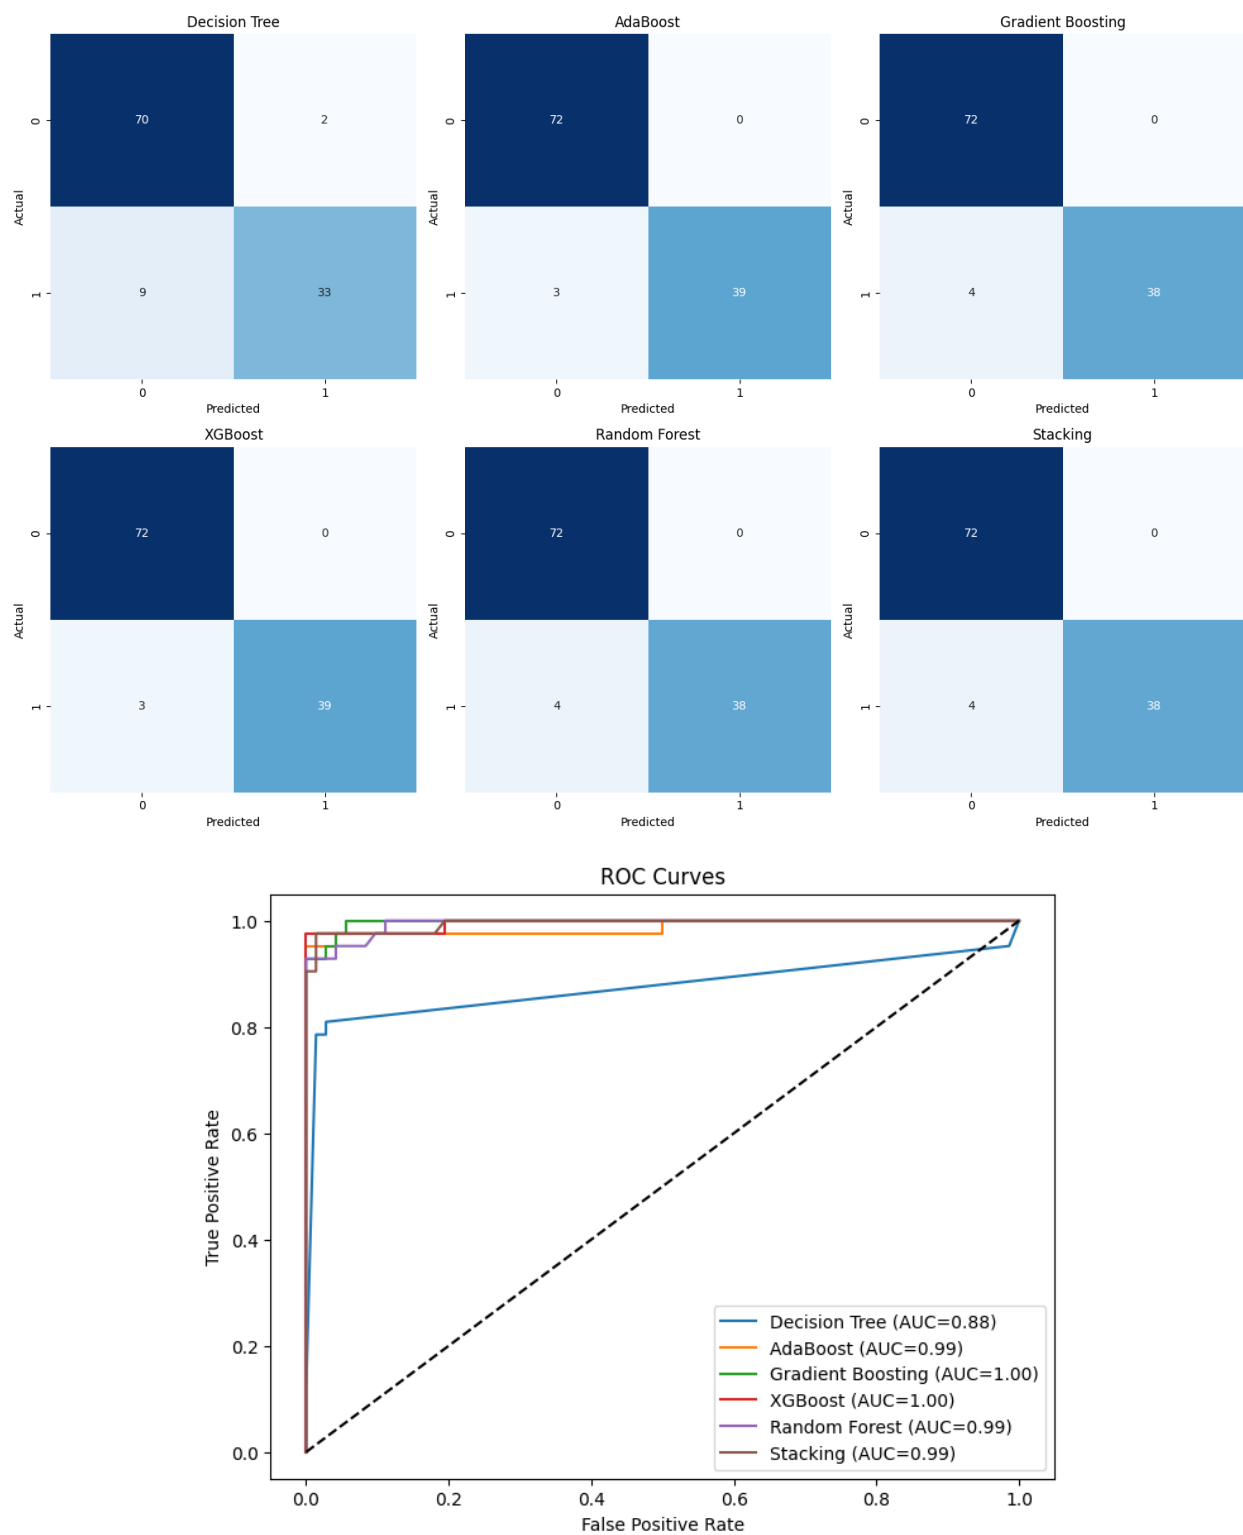 Decision Tree
AdaBoost
Gradient Boosting
0
70
2
Actual
1
9
33
0
1
Predicted
0
72
0
Actual
1
3
39
0
1
Predicted
0
72
0
Actual
1
4
38
0
1
Predicted
XGBoost
Random Forest
Stacking
0
72
0
Actual
1
3
39
0
1
Predicted
0
72
0
Actual
1
4
38
0
1
Predicted
0
72
0
Actual
1
4
38
0
1
Predicted
ROC Curves
True Positive Rate
1.0
0.8
0.6
0.4
0.2
0.0
Decision Tree (AUC=0.88)
AdaBoost (AUC=0.99)
Gradient Boosting (AUC=1.00)
XGBoost (AUC=1.00)
Random Forest (AUC=0.99)
Stacking (AUC=0.99)
0.0
0.2
0.4
0.6
0.8
1.0
False Positive Rate